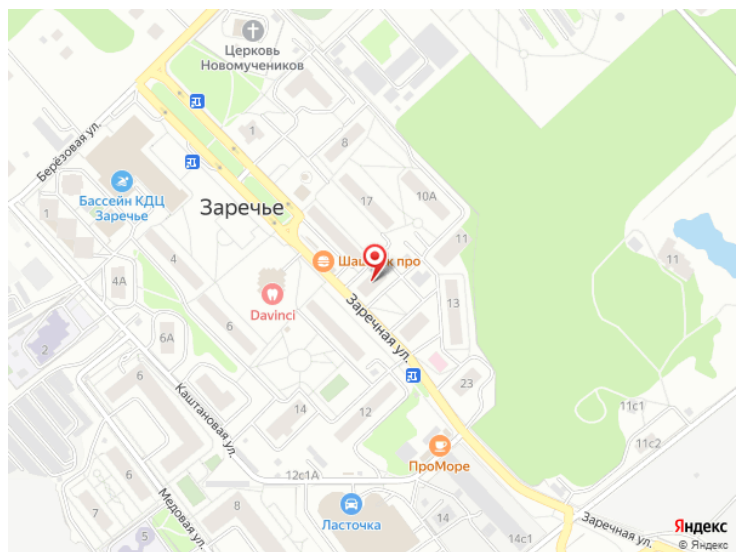 Церковь
Новомучеников
Берёзовая ул.
1
8
Бассейн КДЦ
Заречье
17
10А
Заречье
1
11
4
Шашлык про
11
4А
Davinci
Заречная ул.
13
6
6А
2
6
Каштановая ул.
23
14
12
11с1
11с2
ПроМоре
6
12с1А
7
Медовая ул.
8
5
Ласточка
14
14с1
Заречная ул.
Яндекс
© Яндекс